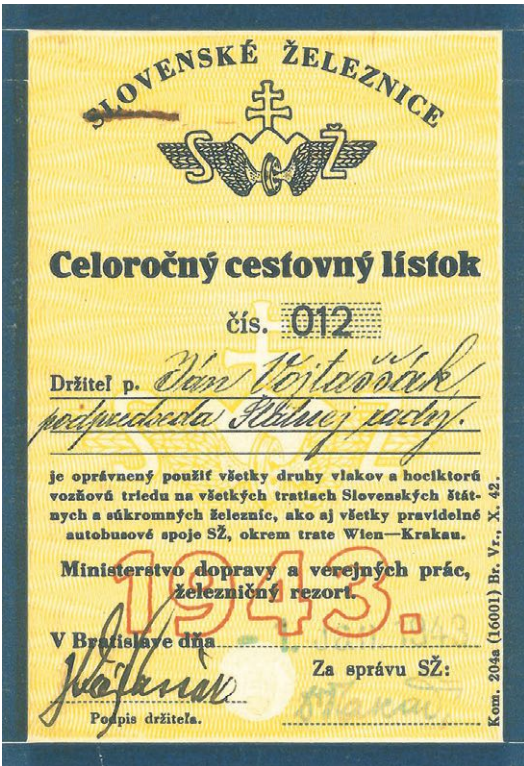 SLOVENSKÉ ŽELEZNICE
S Ž
Celoročný cestovný lístok
čís. 012
Držiteľ p. Ján Vojtaššák
podpredseda Štátnej rady.
je oprávnený použiť všetky druhy vlakov a hociktorú
vozňovú triedu na všetkých tratiach Slovenských štát-
nych a súkromných železníc, ako aj všetky pravidelné
autobusové spoje SŽ, okrem trate Wien—Krakau.
1943.
Ministerstvo dopravy a verejných prác,
železničný rezort.
V Bratislave dňa - 1. JAN. 1943
Za správu SŽ:
Podpis držiteľa.
Kom. 204a (16001) Br. Vr., X. 42.